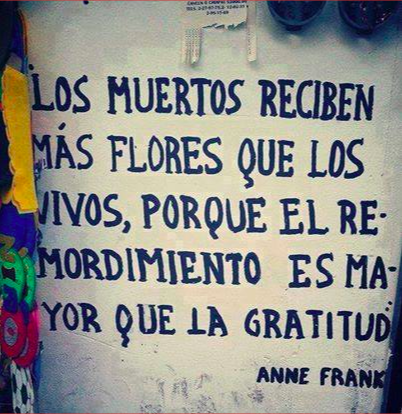 LOS MUERTOS RECIBEN
MÁS FLORES QUE LOS
VIVOS, PORQUE EL RE-
MORDIMIENTO ES MA-
YOR QUE LA GRATITUD
ANNE FRANK